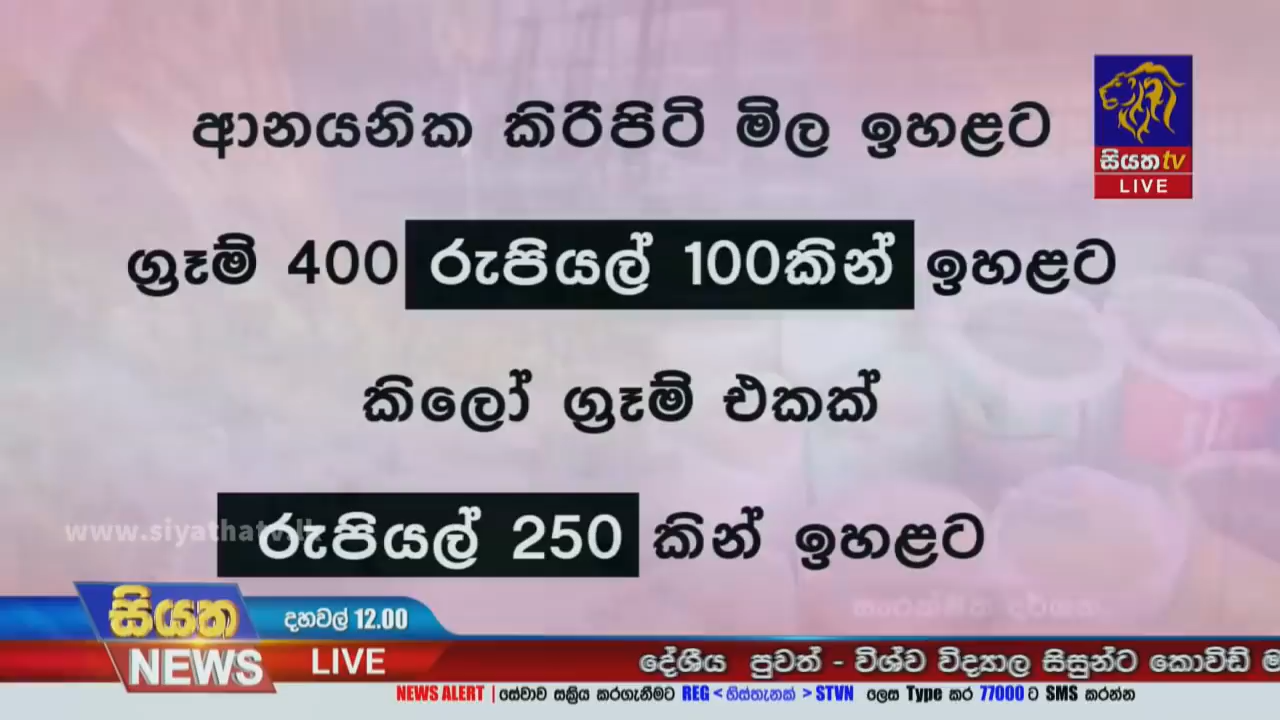 ආනයනික කිරිපිටි මිල ඉහළට
සියත tv
LIVE
ග්‍රෑම් 400 රුපියල් 100කින් ඉහළට
කිලෝ ග්‍රෑම් එකක්
රුපියල් 250 කින් ඉහළට
www.siyathatv.lk
සියත
දහවල් 12.00
NEWS
LIVE
දේශීය පුවත් - විශ්ව විද්‍යාල සිසුන්ට කොවිඩ් ම
NEWS ALERT | සේවාව සක්‍රිය කරගැනීමට REG < හිස්තැනක් > STVN ලෙස Type කර 77000 ට SMS කරන්න